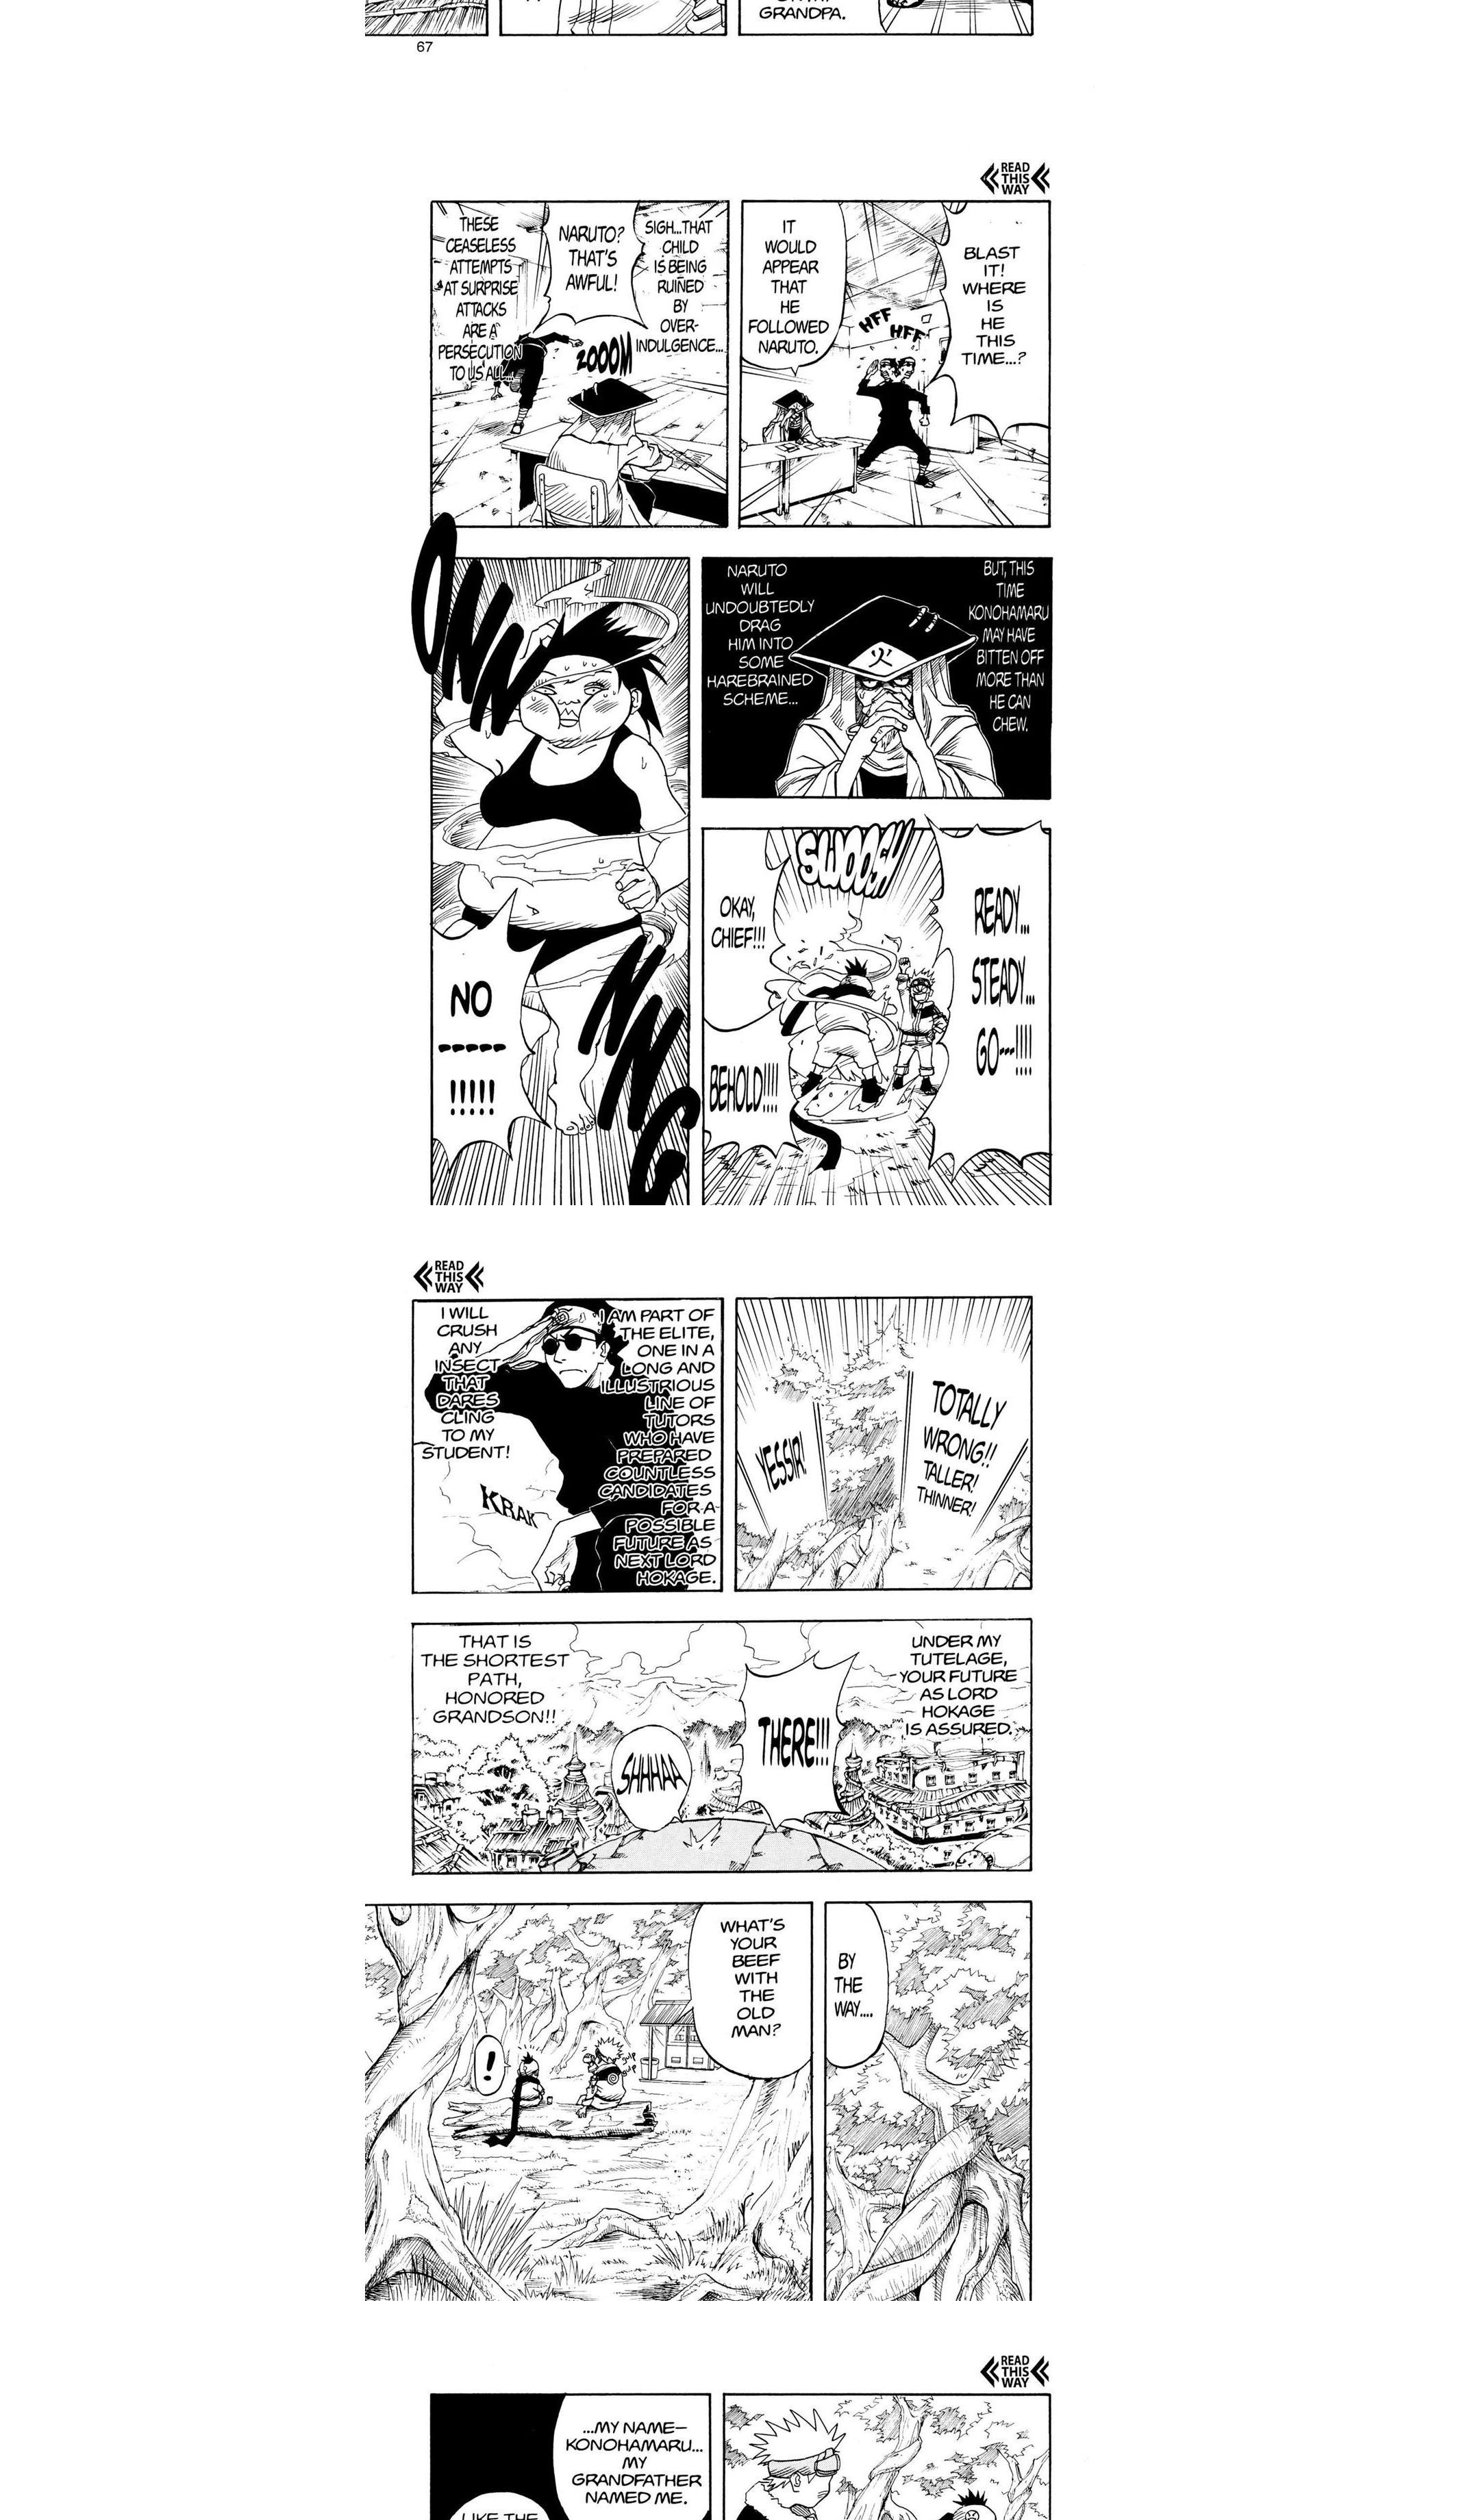 GRANDPA.
67
READ
THIS
WAY
BLAST
IT!
WHERE
IS
HE
THIS
TIME...?
HFF
HFF
IT
WOULD
APPEAR
THAT
HE
FOLLOWED
NARUTO.
SIGH...THAT
CHILD
IS BEING
RUINED
BY
OVER-
INDULGENCE...
NARUTO?
THAT'S
AWFUL!
ZOOOM
THESE
CEASELESS
ATTEMPTS
AT SURPRISE
ATTACKS
ARE A
PERSECUTION
TO US ALL...
BUT, THIS
TIME
KONOHAMARU
MAY HAVE
BITTEN OFF
MORE THAN
HE CAN
CHEW.
火
NARUTO
WILL
UNDOUBTEDLY
DRAG
HIM INTO
SOME
HAREBRAINED
SCHEME...
READY...
STEADY...
GO---!!!!
SWOOSH
OKAY,
CHIEF!!!
BEHOLD!!!!
ONNNNNG
NO
-----
!!!!!
READ
THIS
WAY
TOTALLY
WRONG!!
TALLER!
THINNER!
YESSIR!
I AM PART OF
THE ELITE,
ONE IN A
LONG AND
ILLUSTRIOUS
LINE OF
TUTORS
WHO HAVE
PREPARED
COUNTLESS
CANDIDATES
FOR A
POSSIBLE
FUTURE AS
NEXT LORD
HOKAGE.
I WILL
CRUSH
ANY
INSECT
THAT
DARES
CLING
TO MY
STUDENT!
KRAK
UNDER MY
TUTELAGE,
YOUR FUTURE
AS LORD
HOKAGE
IS ASSURED.
THERE!!!
SHHHAA
THAT IS
THE SHORTEST
PATH,
HONORED
GRANDSON!!
BY
THE
WAY....
WHAT'S
YOUR
BEEF
WITH
THE
OLD
MAN?
!
READ
THIS
WAY
...MY NAME—
KONOHAMARU...
MY
GRANDFATHER
NAMED ME.
LIKE THE